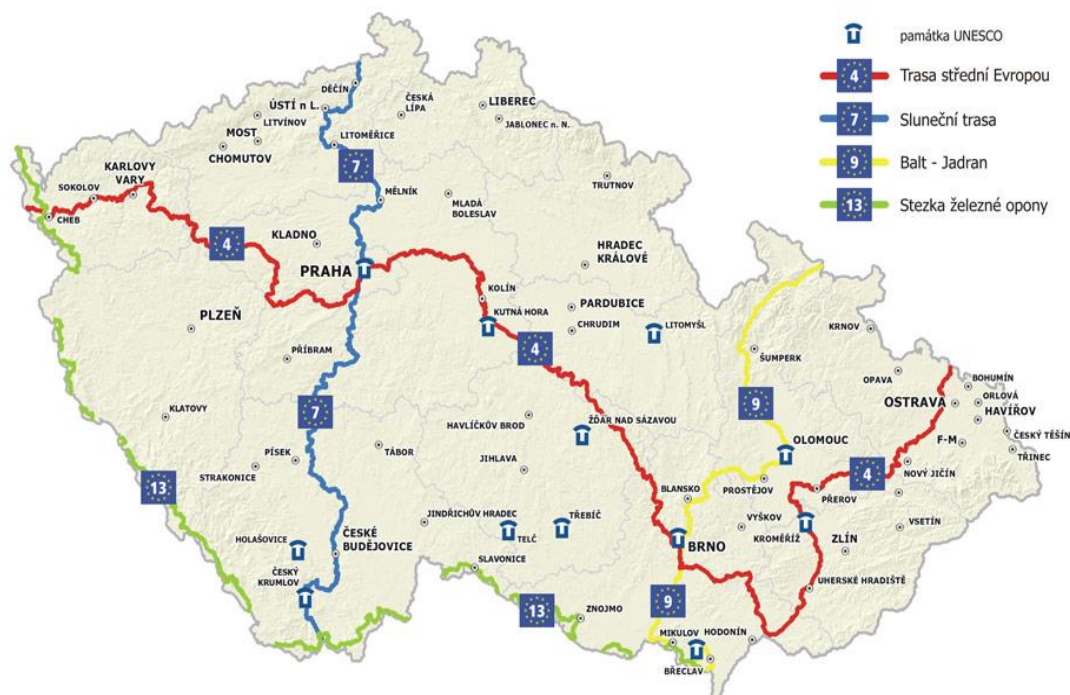 památka UNESCO
4 Trasa střední Evropou
7 Sluneční trasa
9 Balt - Jadran
13 Stezka železné opony
DĚČÍN
ÚSTÍ n L.
LITVÍNOV
ČESKÁ
LÍPA
LIBEREC
JABLONEC n. N.
MOST
CHOMUTOV
LITOMĚŘICE
7
KARLOVY
VARY
SOKOLOV
CHEB
MĚLNÍK
MLADÁ
BOLESLAV
TRUTNOV
4
KLADNO
PRAHA
HRADEC
KRÁLOVÉ
KOLÍN
KUTNÁ HORA
PARDUBICE
CHRUDIM
LITOMYŠL
PLZEŇ
PŘÍBRAM
4
KRNOV
ŠUMPERK
OPAVA
BOHUMÍN
ORLOVÁ
OSTRAVA
HAVÍŘOV
ČESKÝ TĚŠÍN
TŘINEC
F-M
9
7
KLATOVY
HAVLÍČKŮV BROD
ŽĎÁR NAD SÁZAVOU
OLOMOUC
TÁBOR
PÍSEK
STRAKONICE
JIHLAVA
13
4
NOVÝ JIČÍN
PROSTĚJOV
PŘEROV
BLANSKO
VYŠKOV
KROMĚŘÍŽ
VSETÍN
ZLÍN
JINDŘICHŮV HRADEC
TELČ
TŘEBÍČ
BRNO
HOLAŠOVICE
ČESKÉ
BUDĚJOVICE
SLAVONICE
ČESKÝ
KRUMLOV
UHERSKÉ HRADIŠTĚ
13
ZNOJMO
9
MIKULOV
HODONÍN
BŘECLAV